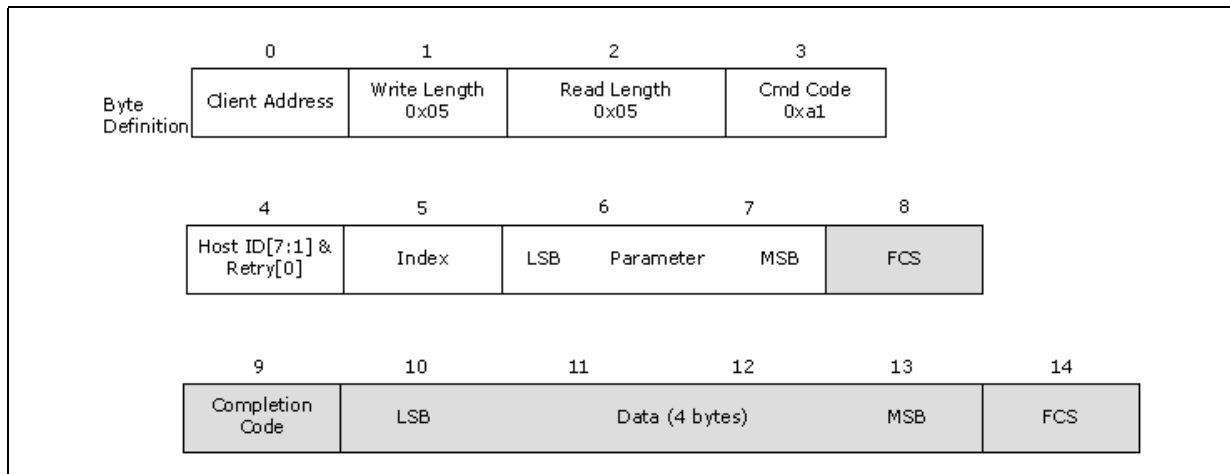 0 1 2 3
Byte
Definition
Client Address
Write Length
0x05
Read Length
0x05
Cmd Code
0xa1
4 5 6 7 8
Host ID[7:1] &
Retry[0]
Index
LSB Parameter MSB
FCS
9 10 11 12 13 14
Completion
Code
LSB Data (4 bytes) MSB
FCS